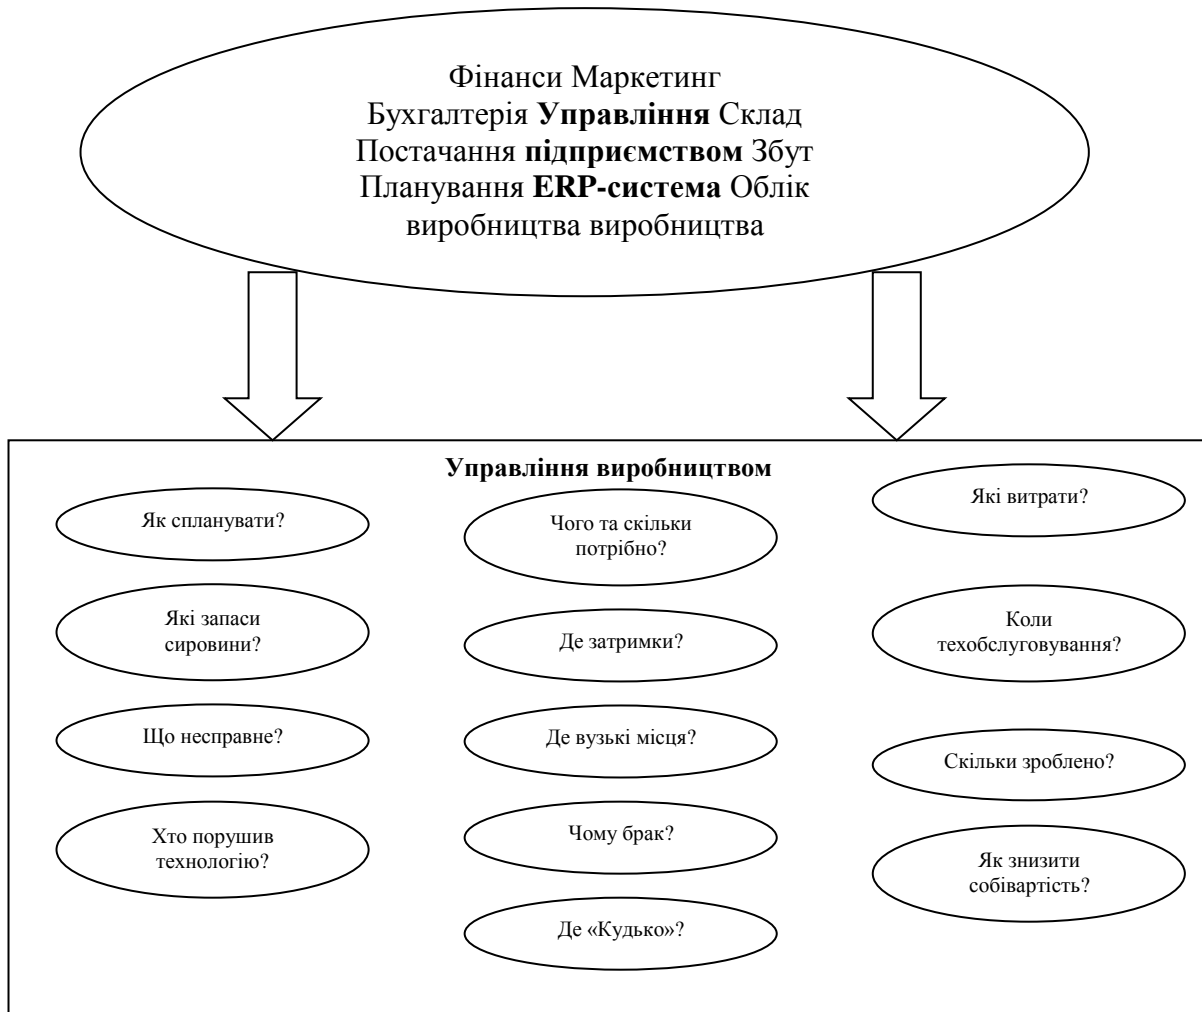 Фінанси Маркетинг
Бухгалтерія Управління Склад
Постачання підприємством Збут
Планування ERP-система Облік
виробництва виробництва
Управління виробництвом
Як спланувати?
Які запаси
сировини?
Що несправне?
Хто порушив
технологію?
Чого та скільки
потрібно?
Де затримки?
Де вузькі місця?
Чому брак?
Де «Кудько»?
Які витрати?
Коли
техобслуговування?
Скільки зроблено?
Як знизити
собівартість?